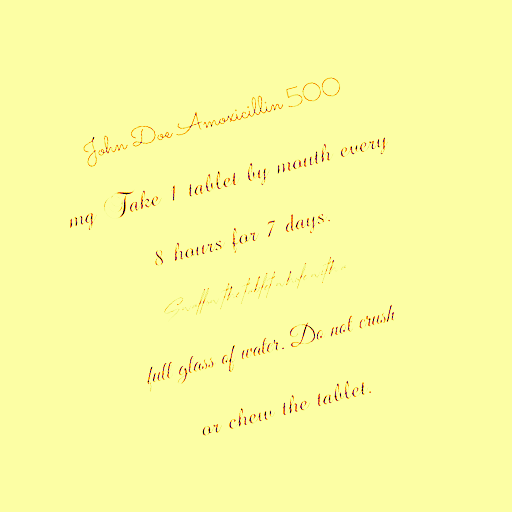 John Doe Amoxicillin 500
mg Take 1 tablet by mouth every
8 hours for 7 days.
full glass of water. Do not crush
or chew the tablet.